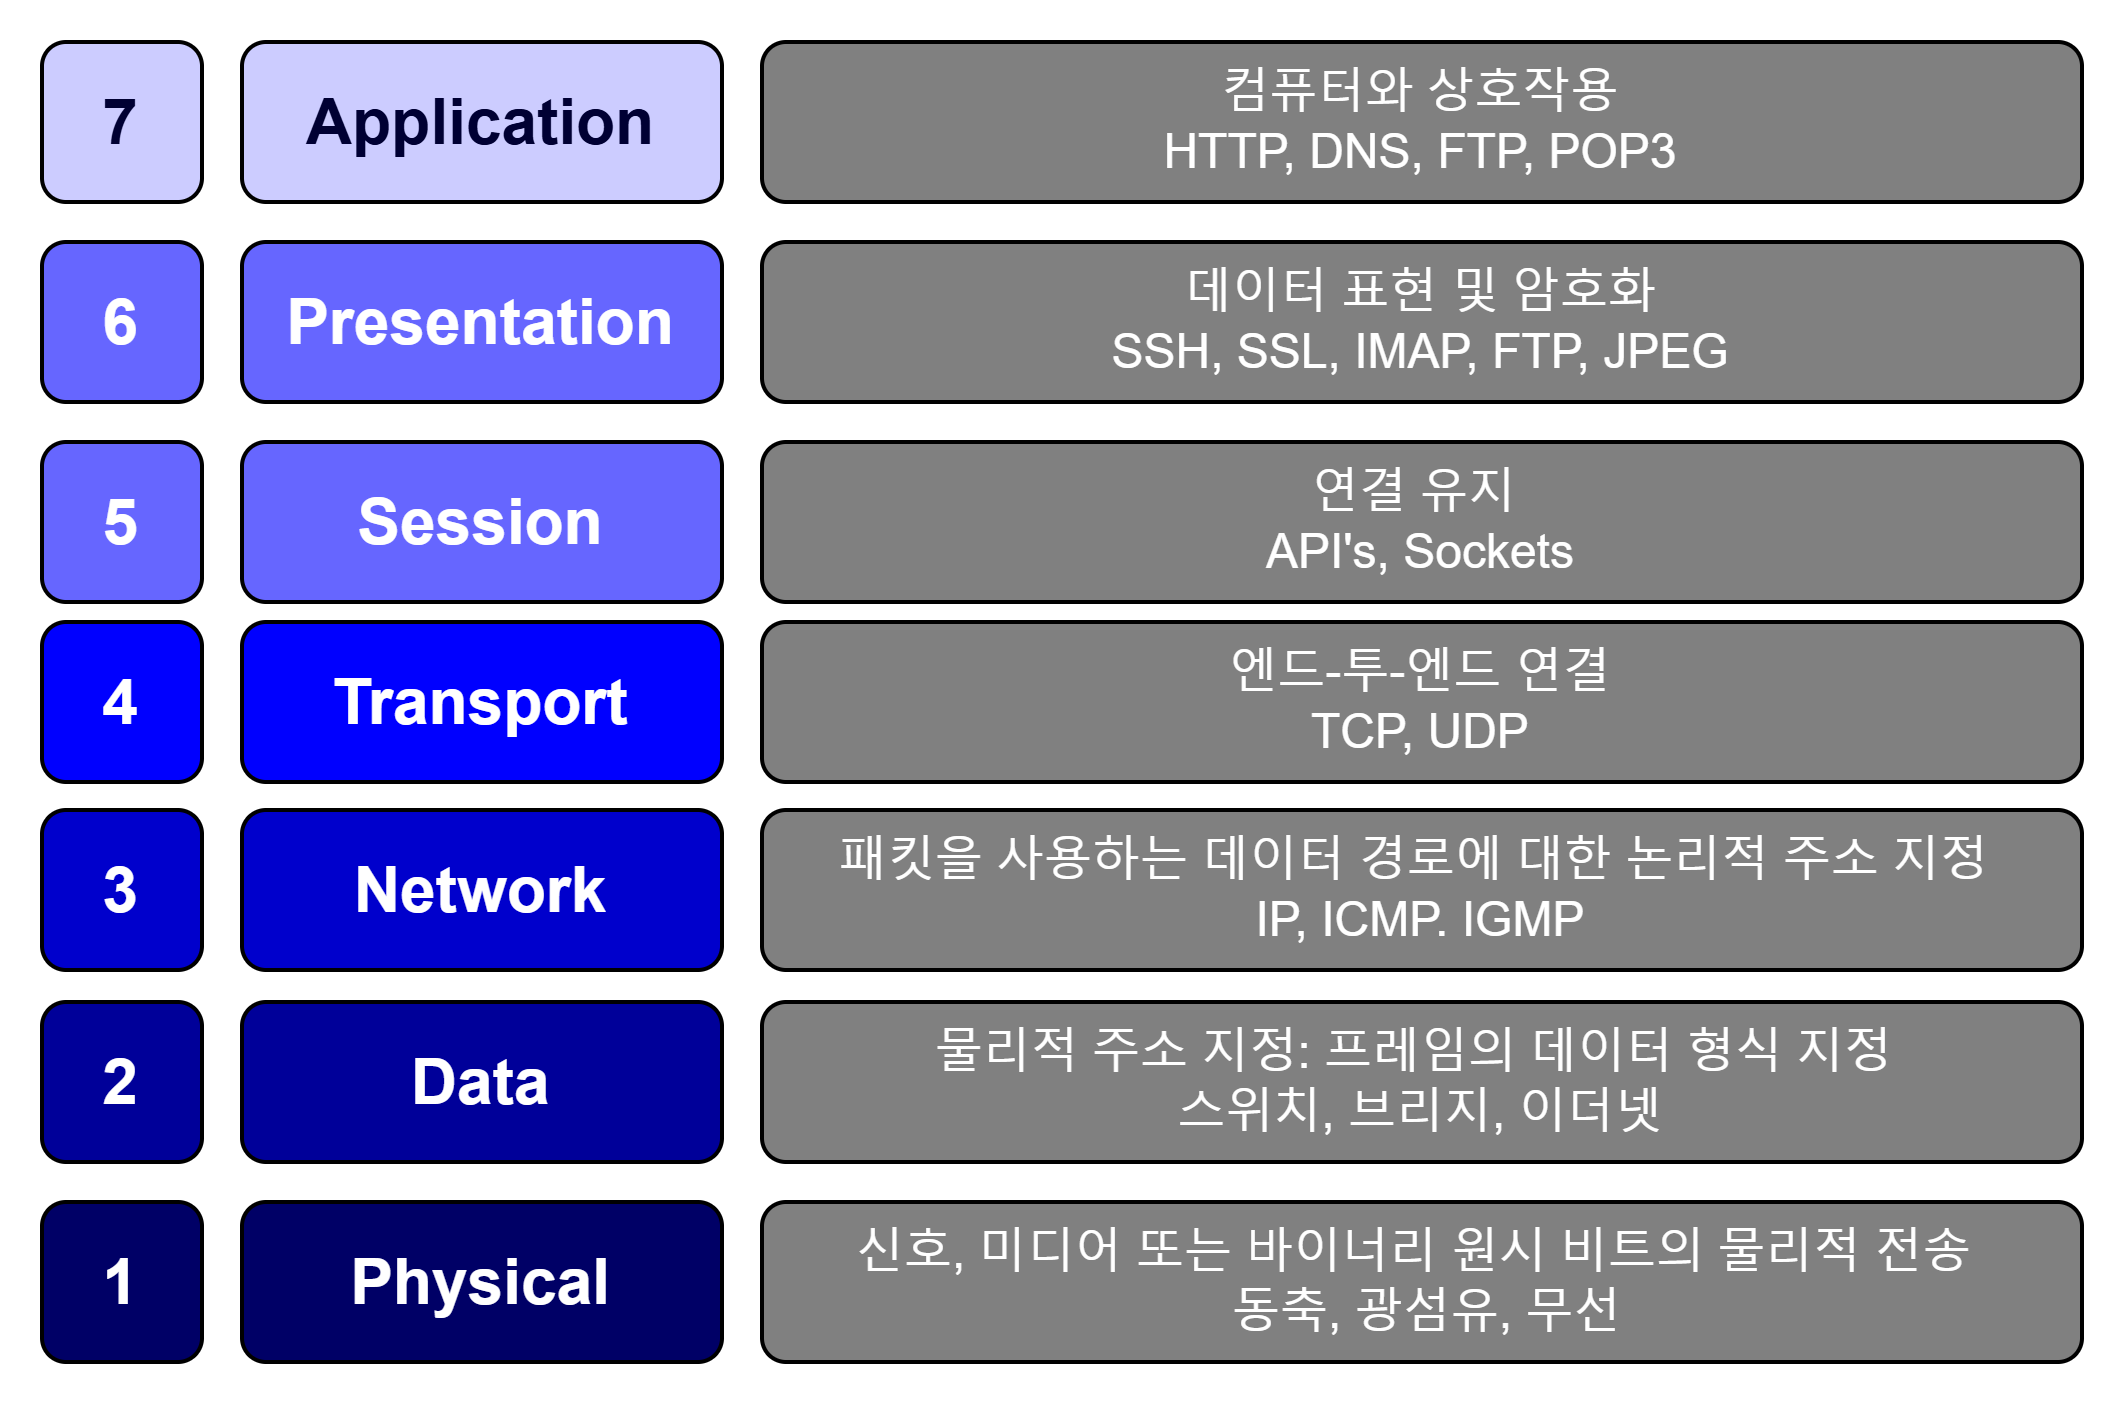 7
Application
컴퓨터와 상호작용
HTTP, DNS, FTP, POP3
6
Presentation
데이터 표현 및 암호화
SSH, SSL, IMAP, FTP, JPEG
5
Session
연결 유지
API's, Sockets
4
Transport
엔드-투-엔드 연결
TCP, UDP
3
Network
패킷을 사용하는 데이터 경로에 대한 논리적 주소 지정
IP, ICMP. IGMP
2
Data
물리적 주소 지정: 프레임의 데이터 형식 지정
스위치, 브리지, 이더넷
1
Physical
신호, 미디어 또는 바이너리 원시 비트의 물리적 전송
동축, 광섬유, 무선